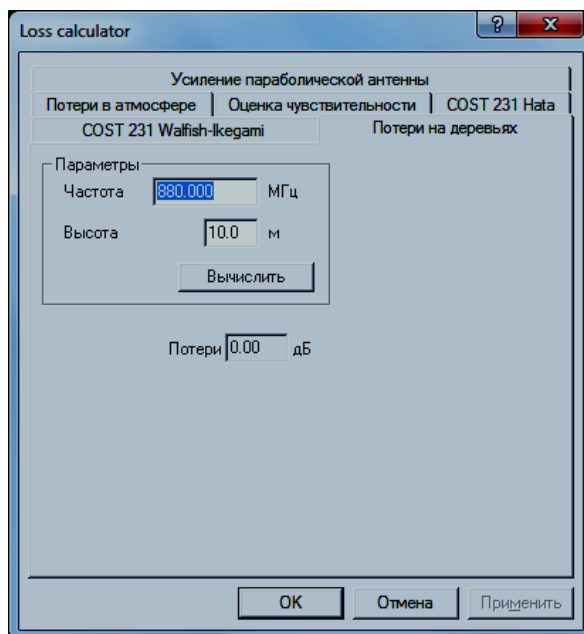 Loss calculator
Усиление параболической антенны
Потери в атмосфере Оценка чувствительности COST 231 Hata
COST 231 Walfish-Ikegami Потери на деревьях
Параметры
Частота 880.000 МГц
Высота 10.0 м
Вычислить
Потери 0.00 дБ
OK Отмена Применить